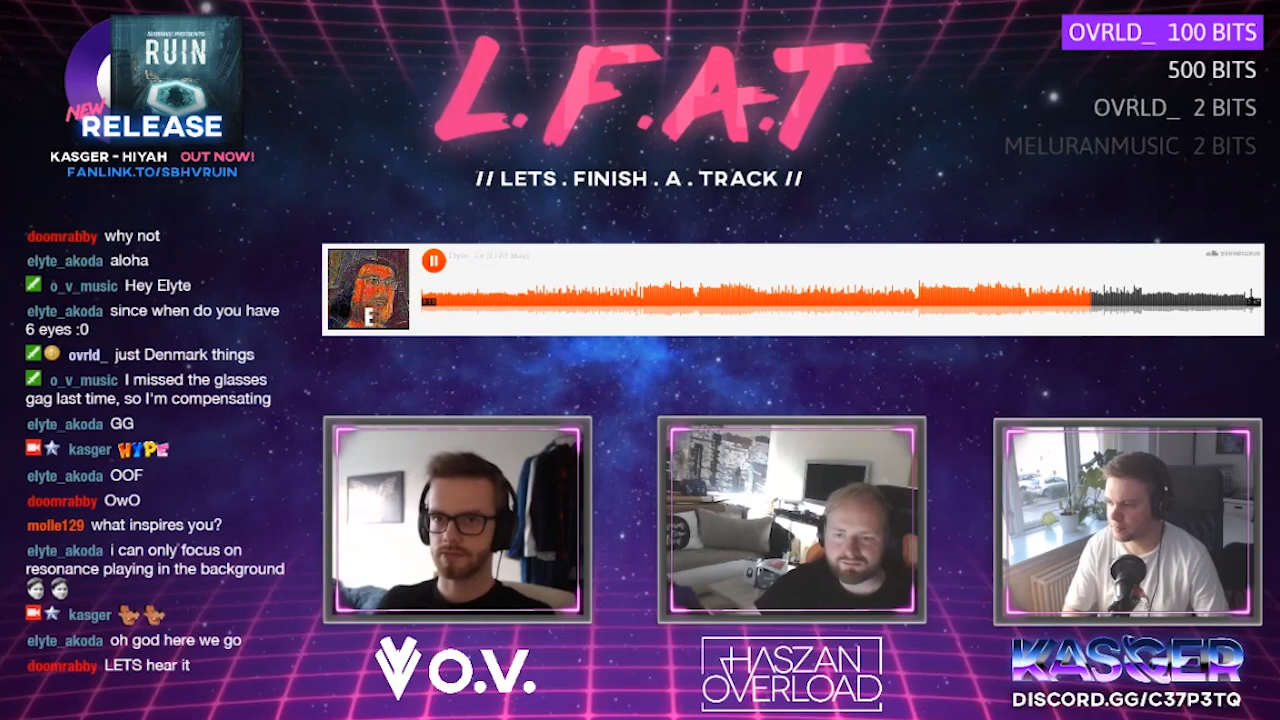 SUBHIVE PRESENTS
RUIN
NEW
RELEASE
KASGER - HIYAH OUT NOW!
FANLINK.TO/SBHVRUIN
L.F.A.T
// LETS . FINISH . A . TRACK //
OVRLD_ 100 BITS
500 BITS
OVRLD_ 2 BITS
MELURANMUSIC 2 BITS
doomrabby why not
elyte_akoda aloha
o_v_music Hey Elyte
elyte_akoda since when do you have
6 eyes :0
ovrld_ just Denmark things
o_v_music I missed the glasses
gag last time, so I'm compensating
elyte_akoda GG
kasger HYPE
elyte_akoda OOF
doomrabby OwO
molle129 what inspires you?
elyte_akoda i can only focus on
resonance playing in the background
kasger
elyte_akoda oh god here we go
doomrabby LETS hear it
SOUNDCLOUD
E
O.V.
HASZAN
OVERLOAD
KASGER
DISCORD.GG/C37P3TQ